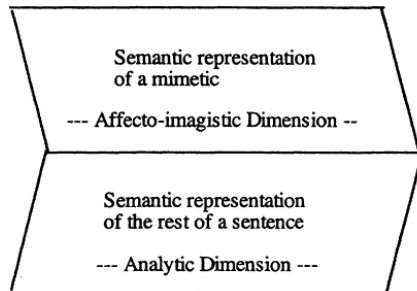 Semantic representation
of a mimetic
--- Affecto-imagistic Dimension --
Semantic representation
of the rest of a sentence
--- Analytic Dimension ---